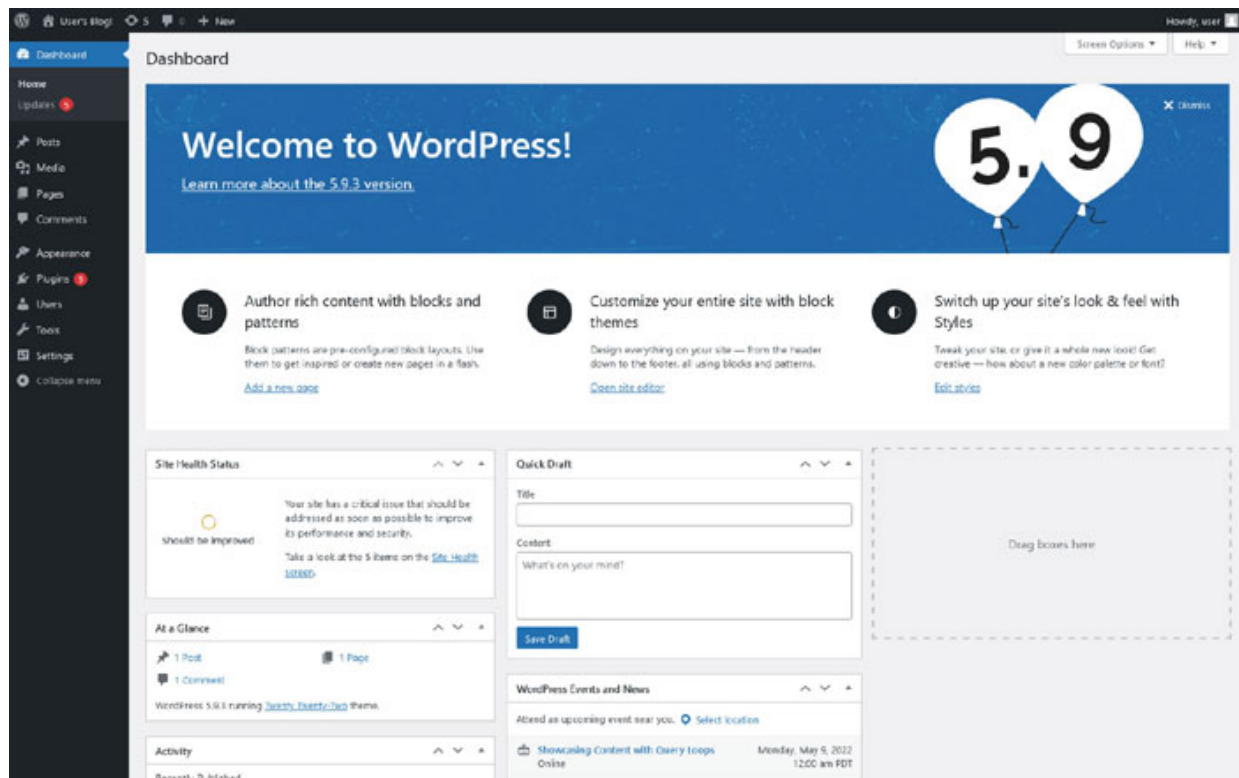 User's Blog! 5 0 + New
Howdy, user
Screen Options
Help
Dashboard
Home
Updates 5
Posts
Media
Pages
Comments
Appearance
Plugins
Users
Tools
Settings
Collapse menu
Dashboard
Dismiss
Welcome to WordPress!
Learn more about the 5.9.3 version.
5.9
Author rich content with blocks and
patterns
Block patterns are pre-configured block layouts. Use
them to get inspired or create new pages in a flash.
Add a new page
Customize your entire site with block
themes
Design everything on your site — from the header
down to the footer, all using blocks and patterns.
Open site editor
Switch up your site's look & feel with
Styles
Tweak your site, or give it a whole new look! Get
creative — how about a new color palette or font?
Edit styles
Site Health Status
Should be improved
Your site has a critical issue that should be
addressed as soon as possible to improve
its performance and security.
Take a look at the 5 items on the Site Health
screen.
At a Glance
1 Post
1 Page
1 Comment
WordPress 5.9.3 running Twenty Twenty-Two theme.
Activity
Recently Published
Quick Draft
Title
Content
What's on your mind?
Save Draft
WordPress Events and News
Attend an upcoming event near you. Select location
Showcasing Content with Query Loops
Online
Monday, May 9, 2022
12:00 am PDT
Drag boxes here